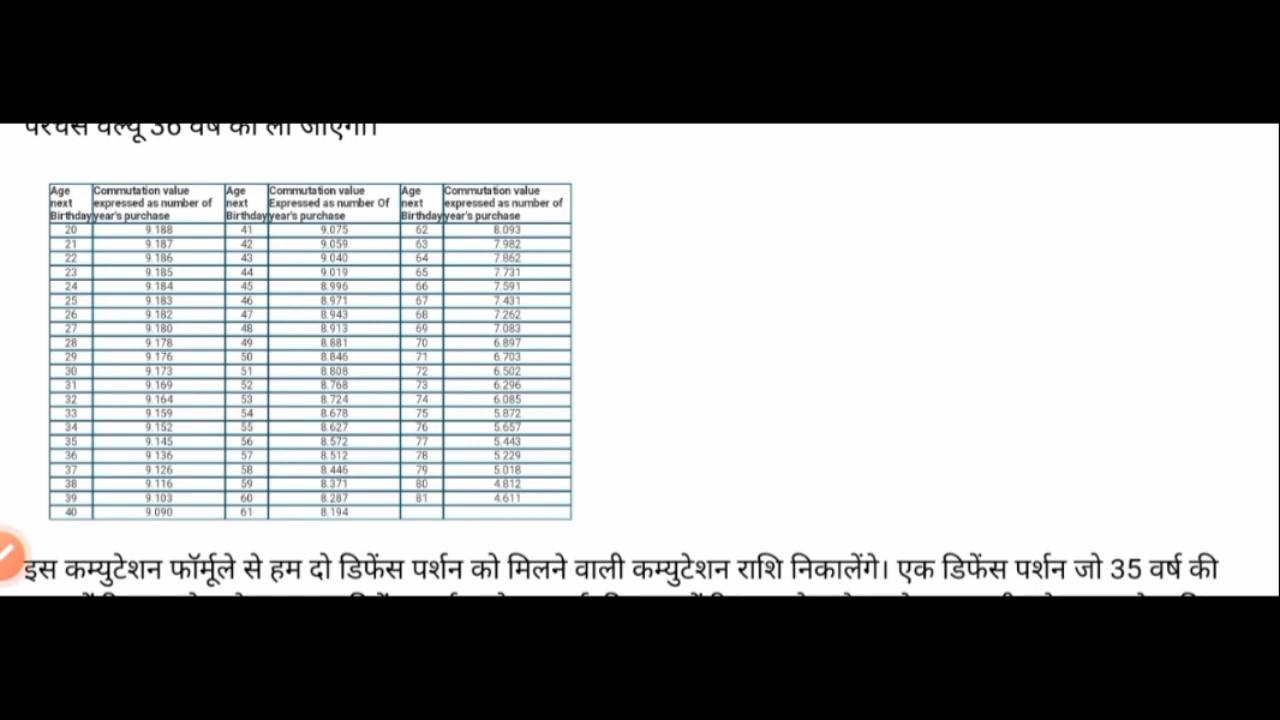 परचेस वैल्यू 36 वर्ष की ली जाएगी।
Age next Birthday | Commutation value expressed as number of year's purchase | Age next Birthday | Commutation value Expressed as number Of year's purchase | Age next Birthday | Commutation value expressed as number of year's purchase
20 9.188 41 9.075 62 8.093
21 9.187 42 9.059 63 7.982
22 9.186 43 9.040 64 7.862
23 9.185 44 9.019 65 7.731
24 9.184 45 8.996 66 7.591
25 9.183 46 8.971 67 7.431
26 9.182 47 8.943 68 7.262
27 9.180 48 8.913 69 7.083
28 9.178 49 8.881 70 6.897
29 9.176 50 8.846 71 6.703
30 9.173 51 8.808 72 6.502
31 9.169 52 8.768 73 6.296
32 9.164 53 8.724 74 6.085
33 9.159 54 8.678 75 5.872
34 9.152 55 8.627 76 5.657
35 9.145 56 8.572 77 5.443
36 9.136 57 8.512 78 5.229
37 9.126 58 8.446 79 5.018
38 9.116 59 8.371 80 4.812
39 9.103 60 8.287 81 4.611
40 9.090 61 8.194
इस कम्युटेशन फॉर्मूले से हम दो डिफेंस पर्शन को मिलने वाली कम्युटेशन राशि निकालेंगे। एक डिफेंस पर्शन जो 35 वर्ष की